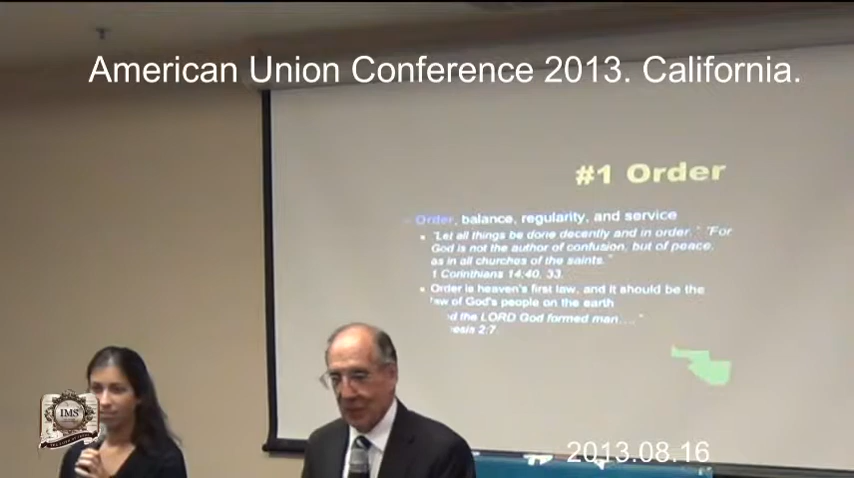 American Union Conference 2013. California.
#1 Order
Order, balance, regularity, and service
"Let all things be done decently and in order." "For
God is not the author of confusion, but of peace,
as in all churches of the saints."
1 Corinthians 14:40, 33.
Order is heaven's first law, and it should be the
law of God's people on the earth
the LORD God formed man...."
2:7.
IMS
2013.08.16